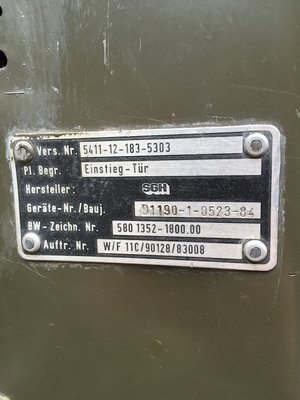 Vers. Nr. 5411-12-183-5303
Pl. Begr. Einstieg-Tür
Hersteller: SGH
Geräte-Nr./Bauj. D1190-1-0523-84
BW-Zeichn. Nr. 580 1352-1800.00
Auftr. Nr. W/F 11C/90128/83008